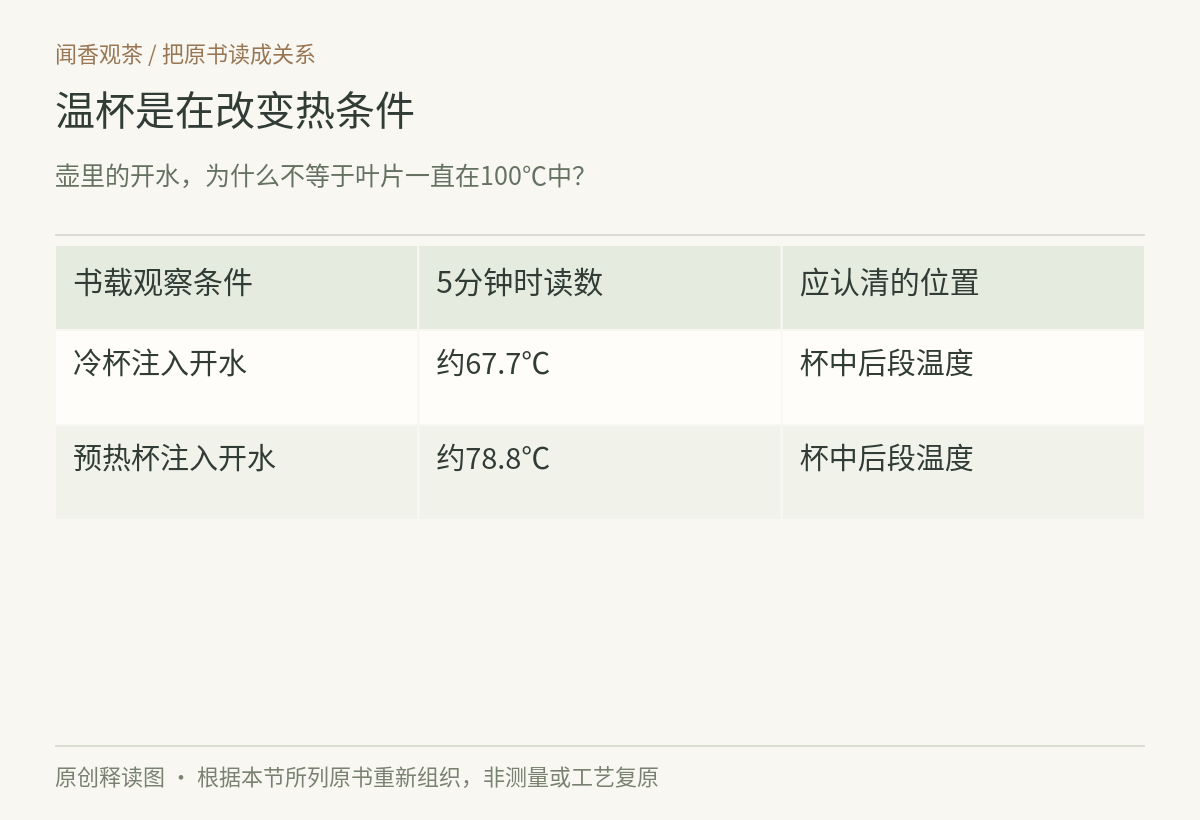 闻香观茶 / 把原书读成关系
温杯是在改变热条件
壶里的开水，为什么不等于叶片一直在100℃中？
书载观察条件 5分钟时读数 应认清的位置
冷杯注入开水 约67.7℃ 杯中后段温度
预热杯注入开水 约78.8℃ 杯中后段温度
原创释读图 · 根据本节所列原书重新组织，非测量或工艺复原